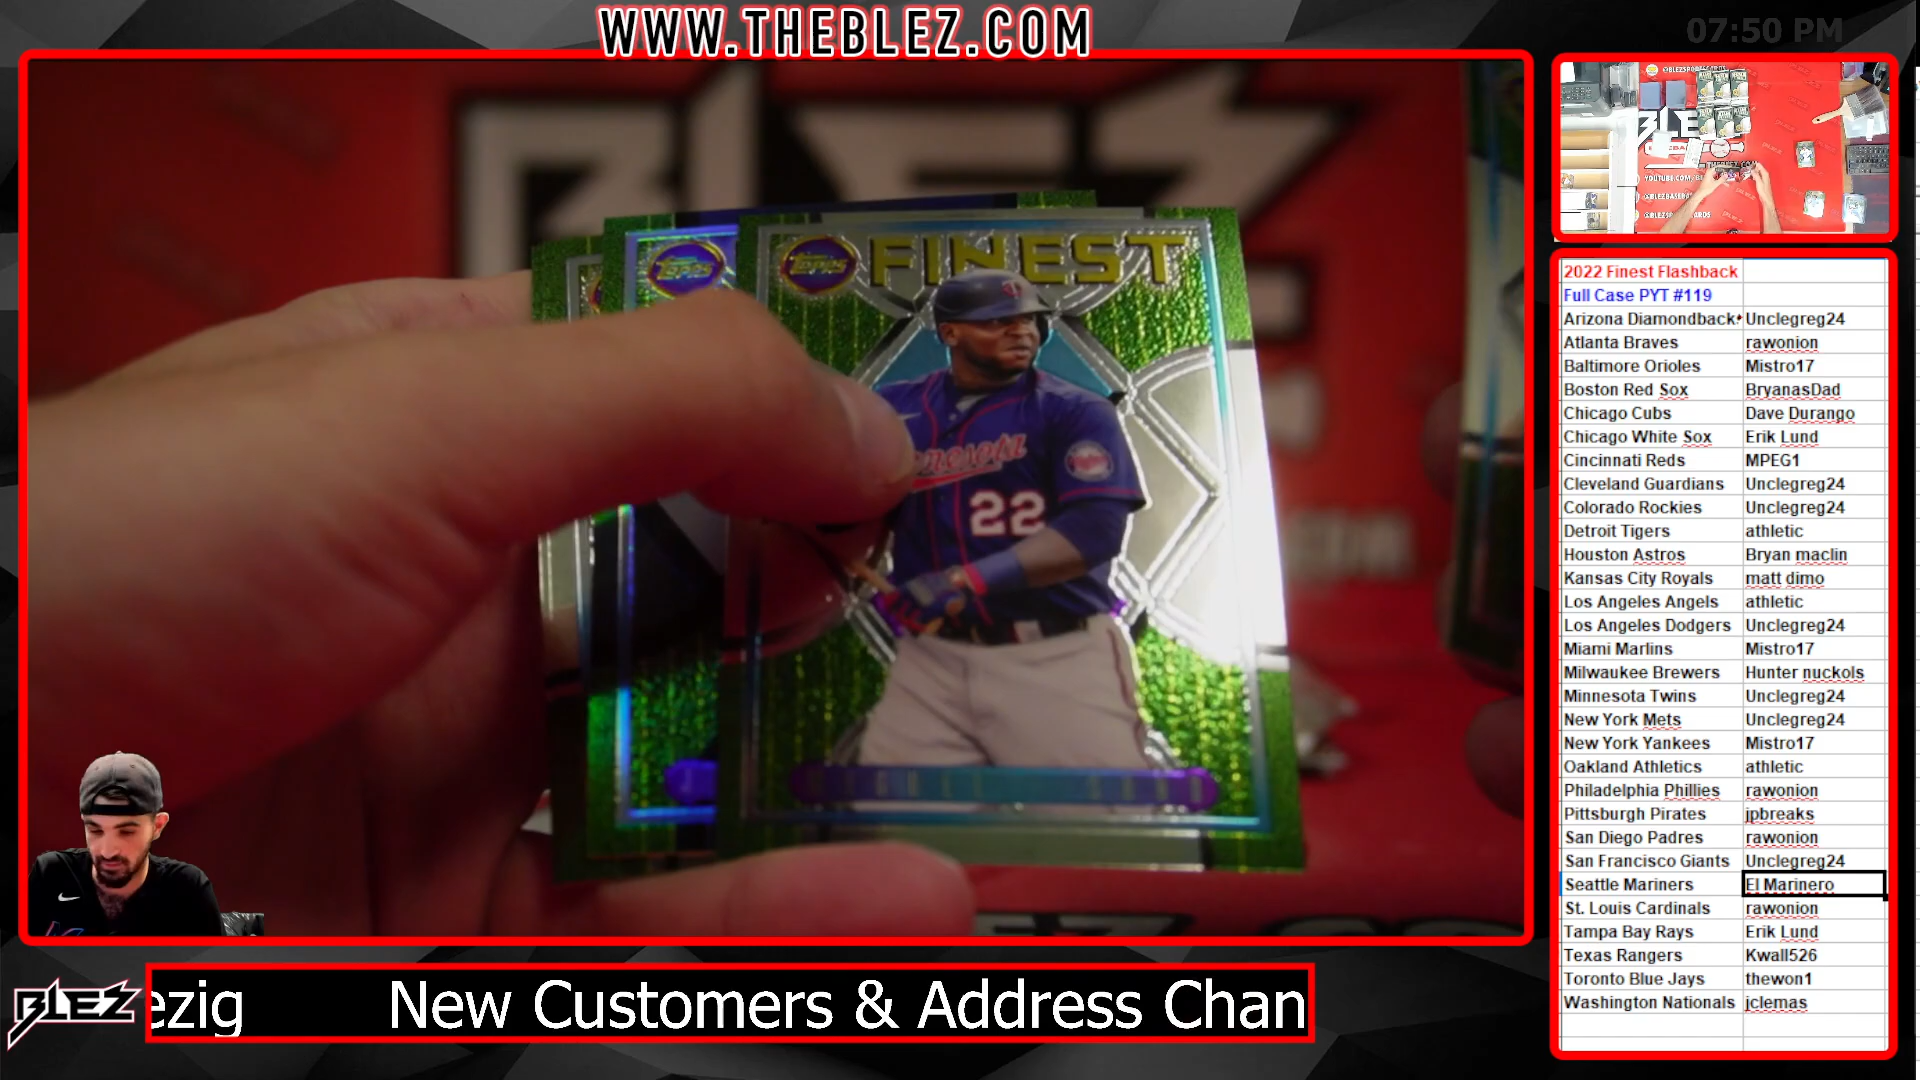 WWW.THEBLEZ.COM
07:50 PM
BLEZ
Topps
Topps FINEST
22
2022 Finest Flashback
Full Case PYT #119
Arizona Diamondback Unclegreg24
Atlanta Braves rawonion
Baltimore Orioles Mistro17
Boston Red Sox BryanasDad
Chicago Cubs Dave Durango
Chicago White Sox Erik Lund
Cincinnati Reds MPEG1
Cleveland Guardians Unclegreg24
Colorado Rockies Unclegreg24
Detroit Tigers athletic
Houston Astros Bryan maclin
Kansas City Royals matt dimo
Los Angeles Angels athletic
Los Angeles Dodgers Unclegreg24
Miami Marlins Mistro17
Milwaukee Brewers Hunter nuckols
Minnesota Twins Unclegreg24
New York Mets Unclegreg24
New York Yankees Mistro17
Oakland Athletics athletic
Philadelphia Phillies rawonion
Pittsburgh Pirates jpbreaks
San Diego Padres rawonion
San Francisco Giants Unclegreg24
Seattle Mariners El Marinero
St. Louis Cardinals rawonion
Tampa Bay Rays Erik Lund
Texas Rangers Kwall526
Toronto Blue Jays thewon1
Washington Nationals jclemas
BLEZ
ezig New Customers & Address Chan